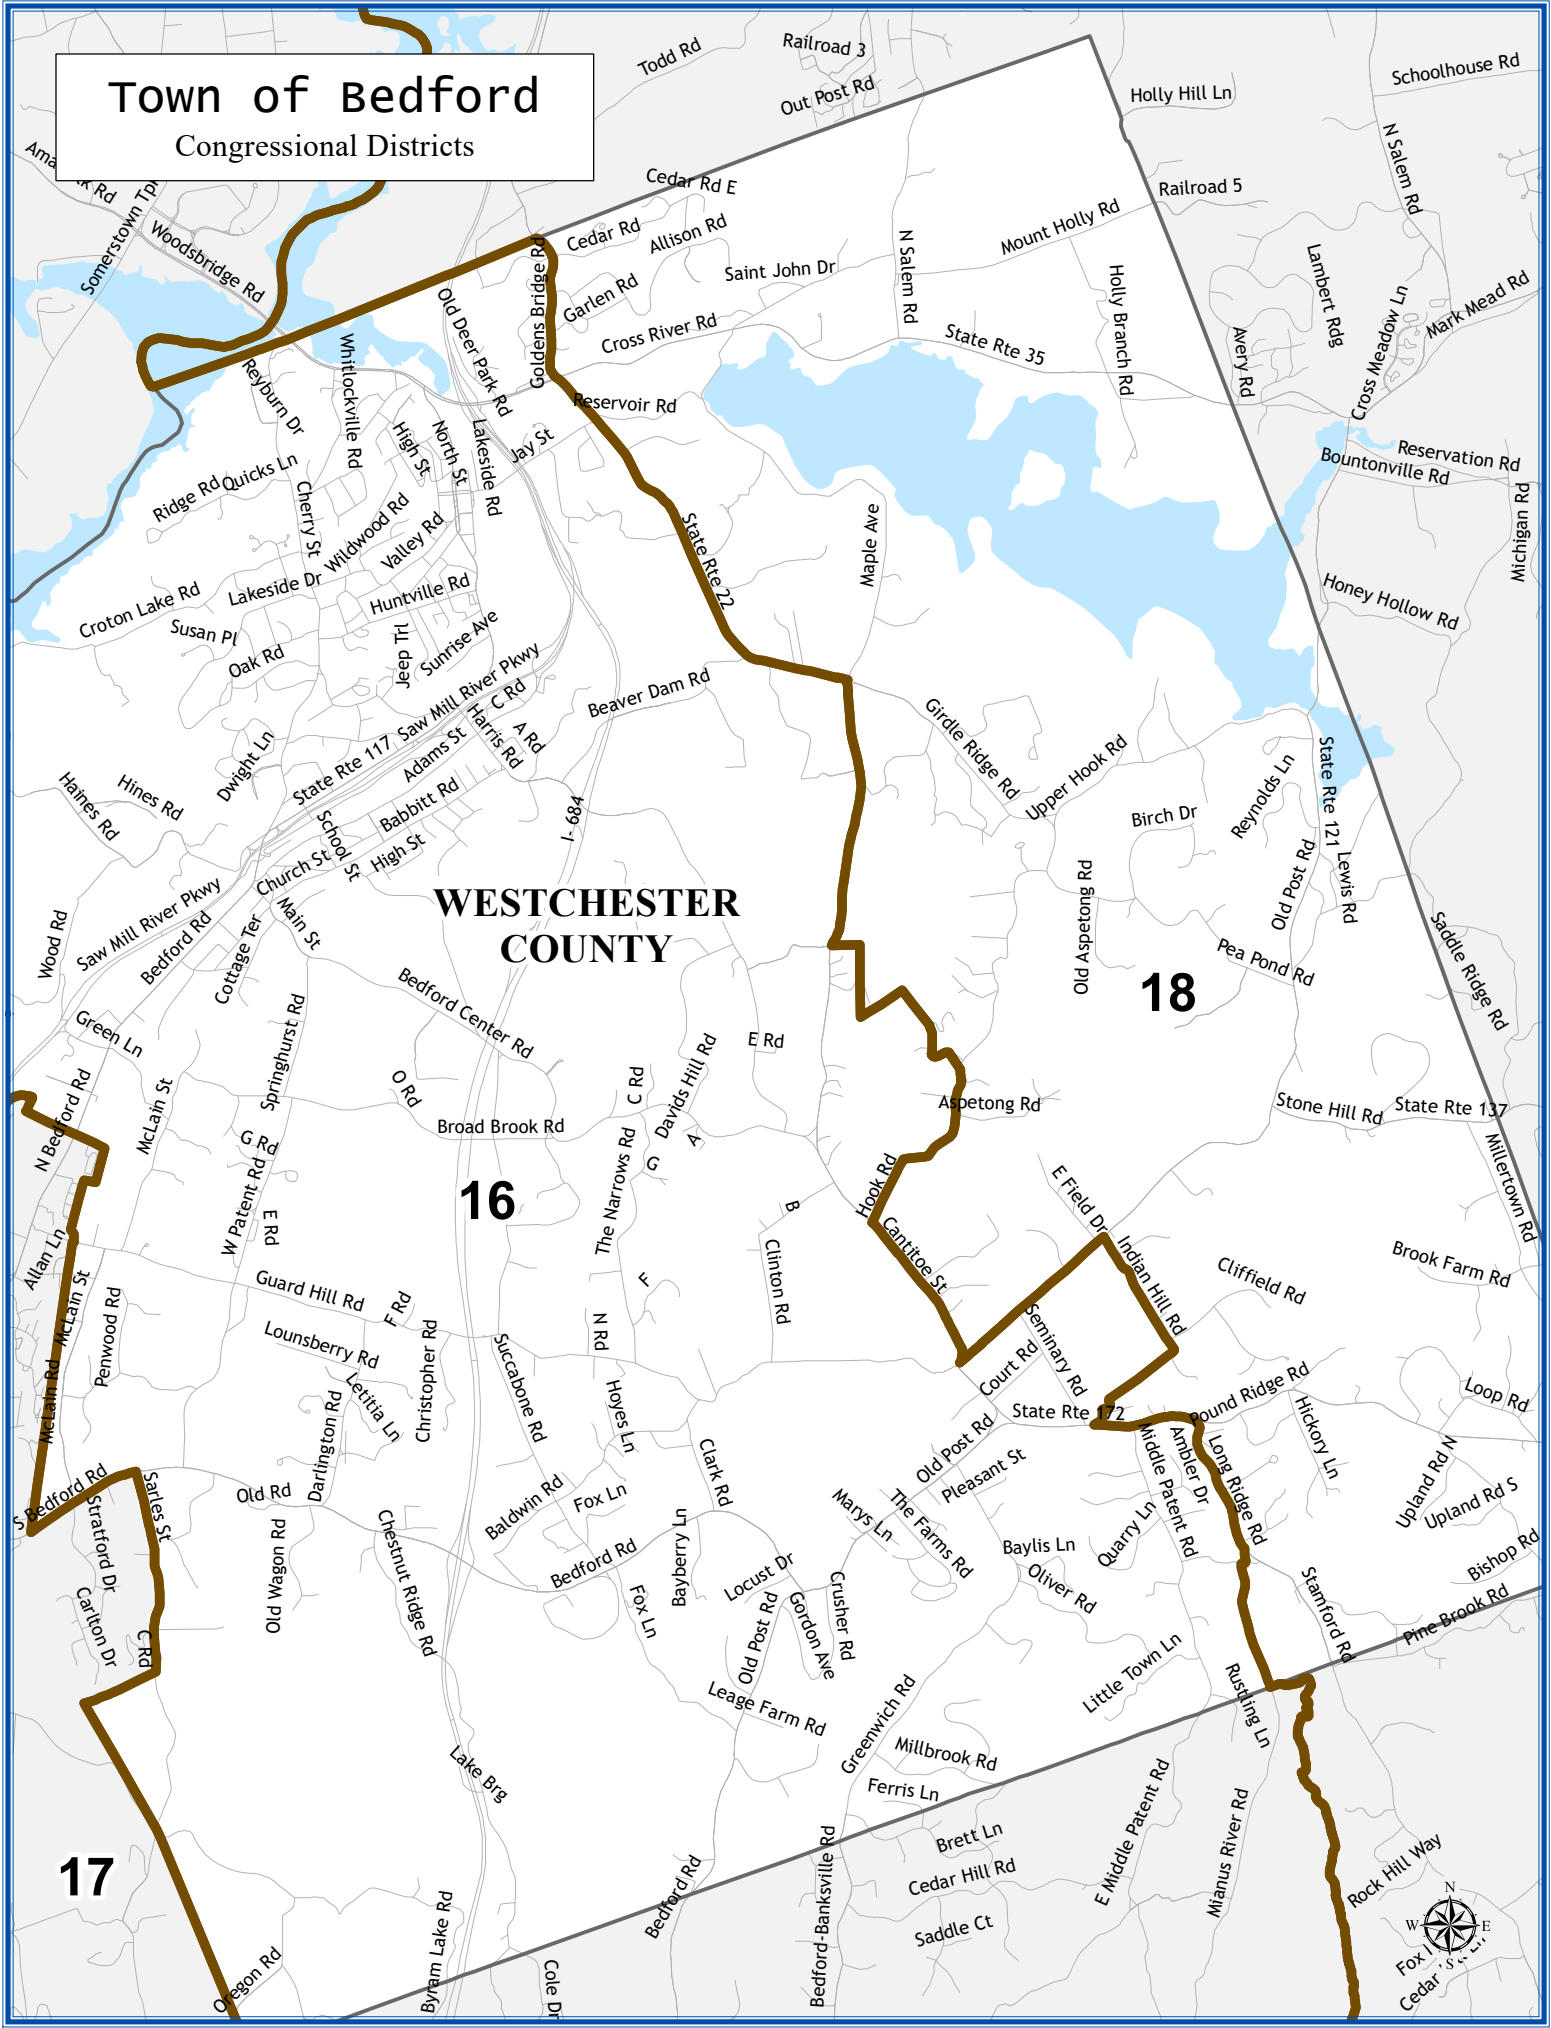 Town of Bedford
Congressional Districts
Todd Rd
Railroad 3
Out Post Rd
Schoolhouse Rd
Holly Hill Ln
N Salem Rd
Railroad 5
Somerstown Tp
Woodsbridge Rd
Cedar Rd E
Cedar Rd
Allison Rd
Mount Holly Rd
Saint John Dr
N Salem Rd
Goldens Bridge Rd
Garlen Rd
Old Deer Park Rd
Cross River Rd
State Rte 35
Holly Branch Rd
Lambert Rdg
Cross Meadow Ln
Mark Mead Rd
Avery Rd
Reyburn Dr
Whitlockville Rd
Reservoir Rd
High St
North St
Lakeside Rd
Jay St
Reservation Rd
Bountonville Rd
Michigan Rd
Ridge Rd
Quicks Ln
Cherry St
Wildwood Rd
Valley Rd
State Rte 22
Maple Ave
Croton Lake Rd
Lakeside Dr
Huntville Rd
Honey Hollow Rd
Susan Pl
Oak Rd
Jeep Trl
Sunrise Ave
Saw Mill River Pkwy
C Rd
Beaver Dam Rd
Harris Rd
A Rd
Girdle Ridge Rd
Upper Hook Rd
State Rte 117
Adams St
Dwight Ln
Hines Rd
Haines Rd
Babbitt Rd
School St
High St
Church St
I- 684
Birch Dr
Reynolds Ln
State Rte 121
Lewis Rd
Old Post Rd
Old Aspetong Rd
Pea Pond Rd
Saddle Ridge Rd
WESTCHESTER
COUNTY
18
Saw Mill River Pkwy
Wood Rd
Bedford Rd
Main St
Cottage Ter
Bedford Center Rd
Springhurst Rd
Green Ln
E Rd
Davids Hill Rd
C Rd
O Rd
Broad Brook Rd
A
G
N Bedford Rd
McLain St
G Rd
Aspetong Rd
Stone Hill Rd
State Rte 137
Millertown Rd
16
W Patent Rd
E Rd
The Narrows Rd
Hook Rd
B
E Field Dr
Cantitoe St
Indian Hill Rd
Cliffield Rd
Brook Farm Rd
Allan Ln
McLain St
Penwood Rd
Guard Hill Rd
F Rd
F
Clinton Rd
Lounsberry Rd
Christopher Rd
Succabone Rd
N Rd
Seminary Rd
Court Rd
McLain Rd
Letitia Ln
Darlington Rd
Hoyes Ln
State Rte 172
Pound Ridge Rd
Loop Rd
Hickory Ln
Old Post Rd
Clark Rd
Middle Patent Rd
Ambler Dr
Long Ridge Rd
Upland Rd N
Upland Rd S
S Bedford Rd
Stratford Dr
Sarles St
Old Rd
Old Wagon Rd
Chestnut Ridge Rd
Baldwin Rd
Fox Ln
Bedford Rd
Bayberry Ln
Marys Ln
The Farms Rd
Pleasant St
Baylis Ln
Quarry Ln
Oliver Rd
Bishop Rd
Stamford Rd
Pine Brook Rd
Carlton Dr
C Rd
Fox Ln
Locust Dr
Old Post Rd
Gordon Ave
Crusher Rd
Little Town Ln
Rustling Ln
Leage Farm Rd
Greenwich Rd
Millbrook Rd
Ferris Ln
Lake Brg
17
Brett Ln
Cedar Hill Rd
Saddle Ct
E Middle Patent Rd
Mianus River Rd
Rock Hill Way
Bedford Rd
Bedford-Banksville Rd
Byram Lake Rd
Cole Dr
Oregon Rd
N
W
E
S
Fox
Cedar